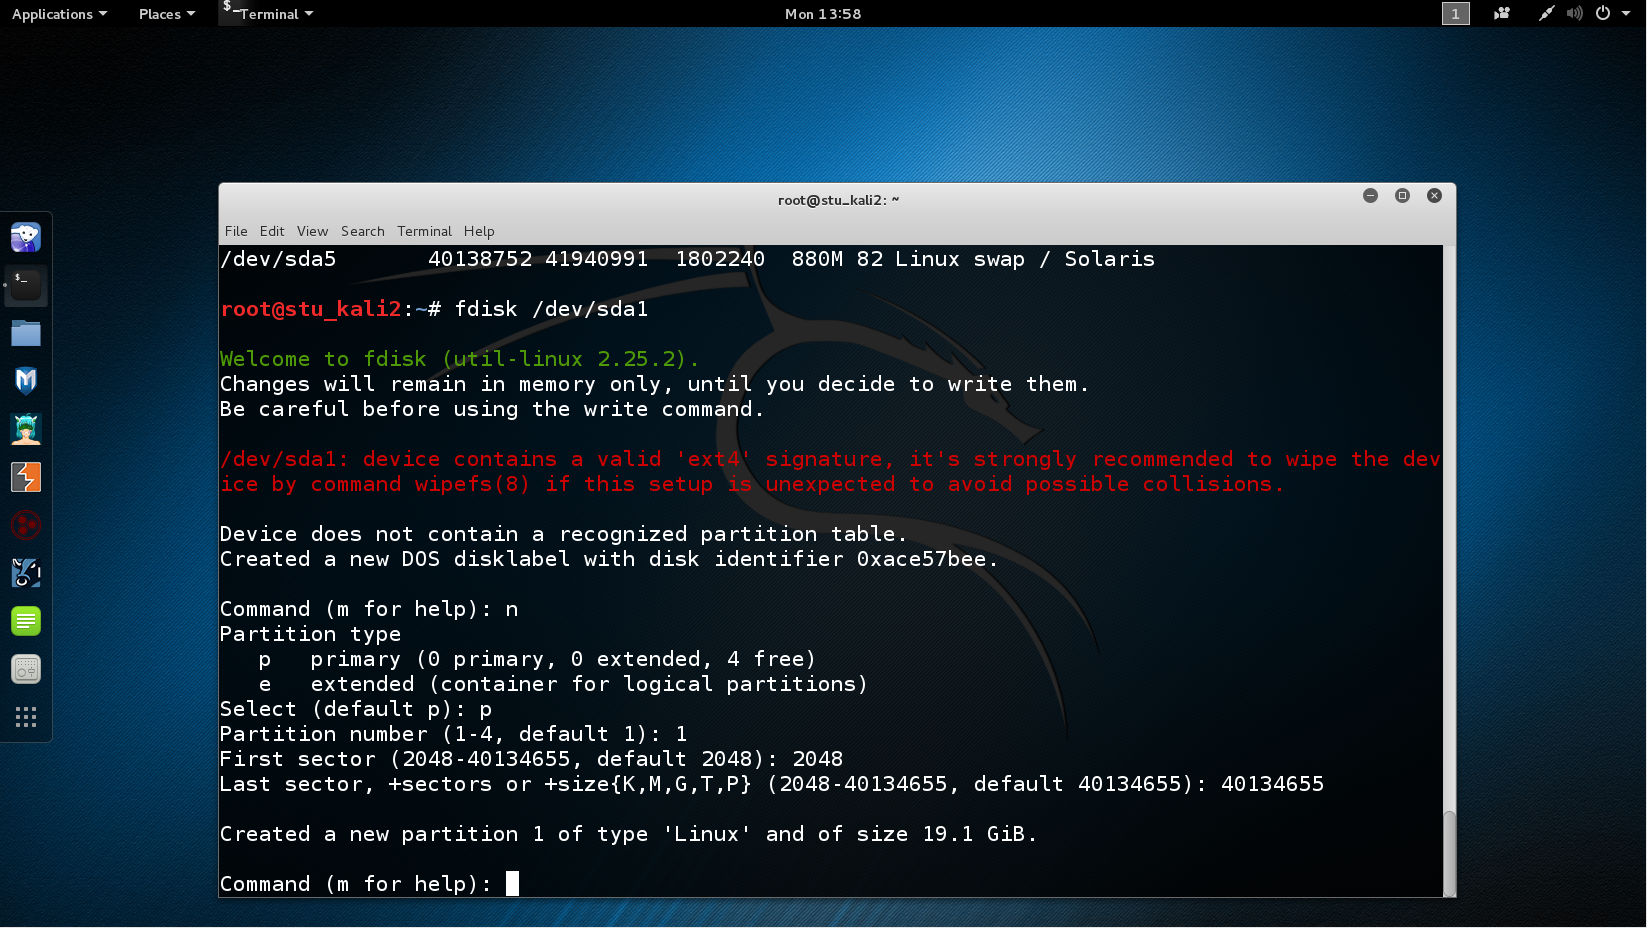 Applications Places Terminal Mon 13:58 1
root@stu_kali2: ~
File Edit View Search Terminal Help
/dev/sda5       40138752 41940991  1802240  880M 82 Linux swap / Solaris
root@stu_kali2:~# fdisk /dev/sda1
Welcome to fdisk (util-linux 2.25.2).
Changes will remain in memory only, until you decide to write them.
Be careful before using the write command.
/dev/sda1: device contains a valid 'ext4' signature, it's strongly recommended to wipe the dev
ice by command wipefs(8) if this setup is unexpected to avoid possible collisions.
Device does not contain a recognized partition table.
Created a new DOS disklabel with disk identifier 0xace57bee.
Command (m for help): n
Partition type
   p   primary (0 primary, 0 extended, 4 free)
   e   extended (container for logical partitions)
Select (default p): p
Partition number (1-4, default 1): 1
First sector (2048-40134655, default 2048): 2048
Last sector, +sectors or +size{K,M,G,T,P} (2048-40134655, default 40134655): 40134655
Created a new partition 1 of type 'Linux' and of size 19.1 GiB.
Command (m for help):